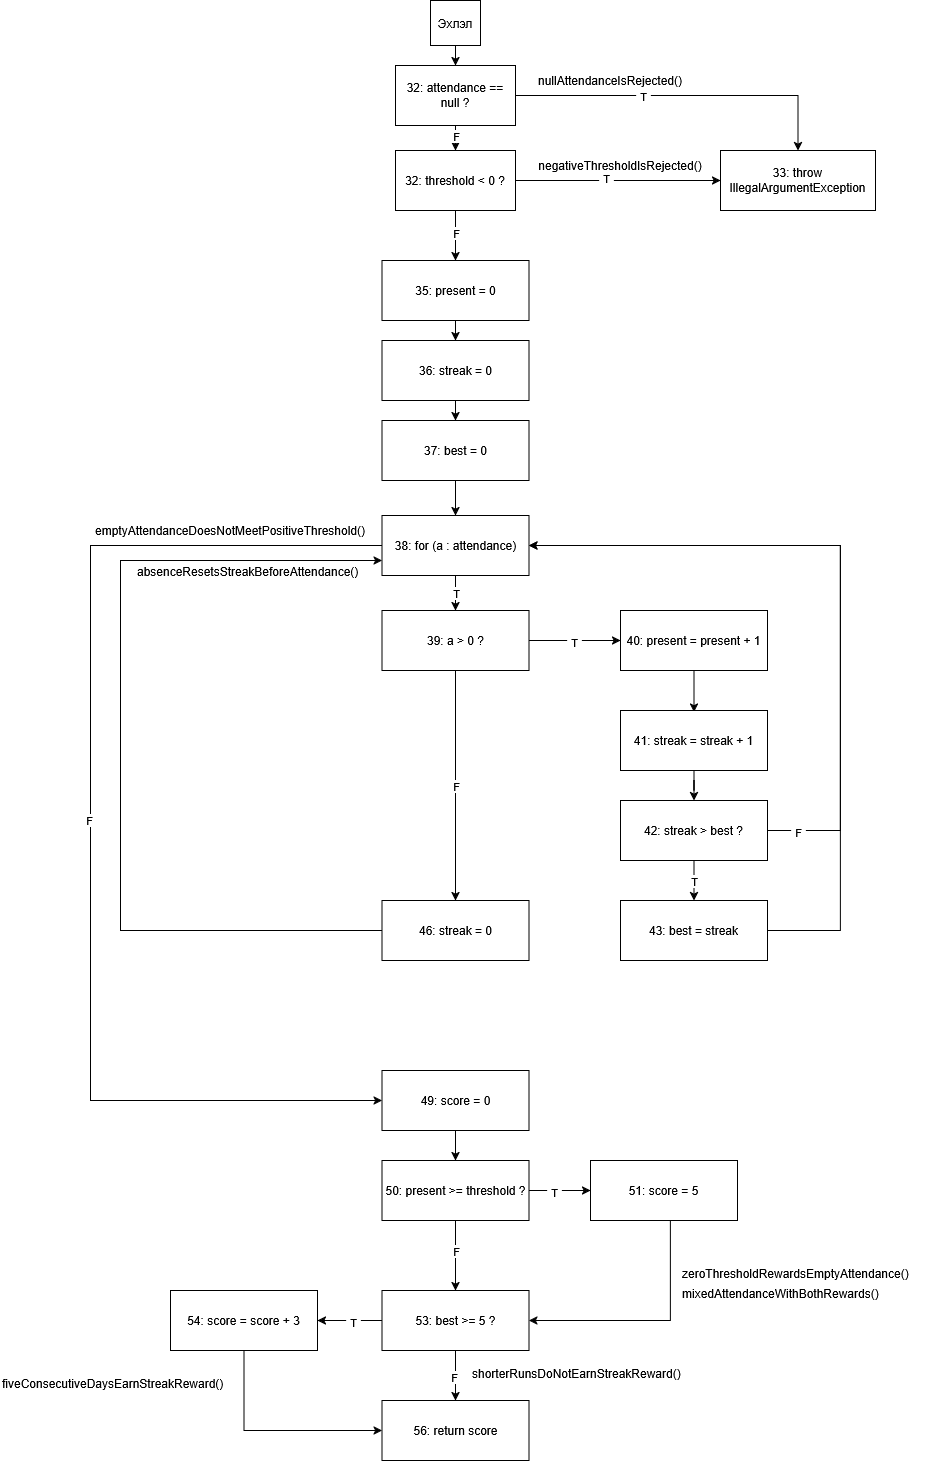 Эхлэл
32: attendance ==
null ?
nullAttendanceIsRejected()
T
F
32: threshold < 0 ?
negativeThresholdIsRejected()
T
33: throw
IllegalArgumentException
F
35: present = 0
36: streak = 0
37: best = 0
emptyAttendanceDoesNotMeetPositiveThreshold()
38: for (a : attendance)
absenceResetsStreakBeforeAttendance()
T
39: a > 0 ?
T
40: present = present + 1
41: streak = streak + 1
F
42: streak > best ?
F
F
T
46: streak = 0
43: best = streak
49: score = 0
50: present >= threshold ?
T
51: score = 5
F
zeroThresholdRewardsEmptyAttendance()
mixedAttendanceWithBothRewards()
54: score = score + 3
T
53: best >= 5 ?
F
shorterRunsDoNotEarnStreakReward()
fiveConsecutiveDaysEarnStreakReward()
56: return score